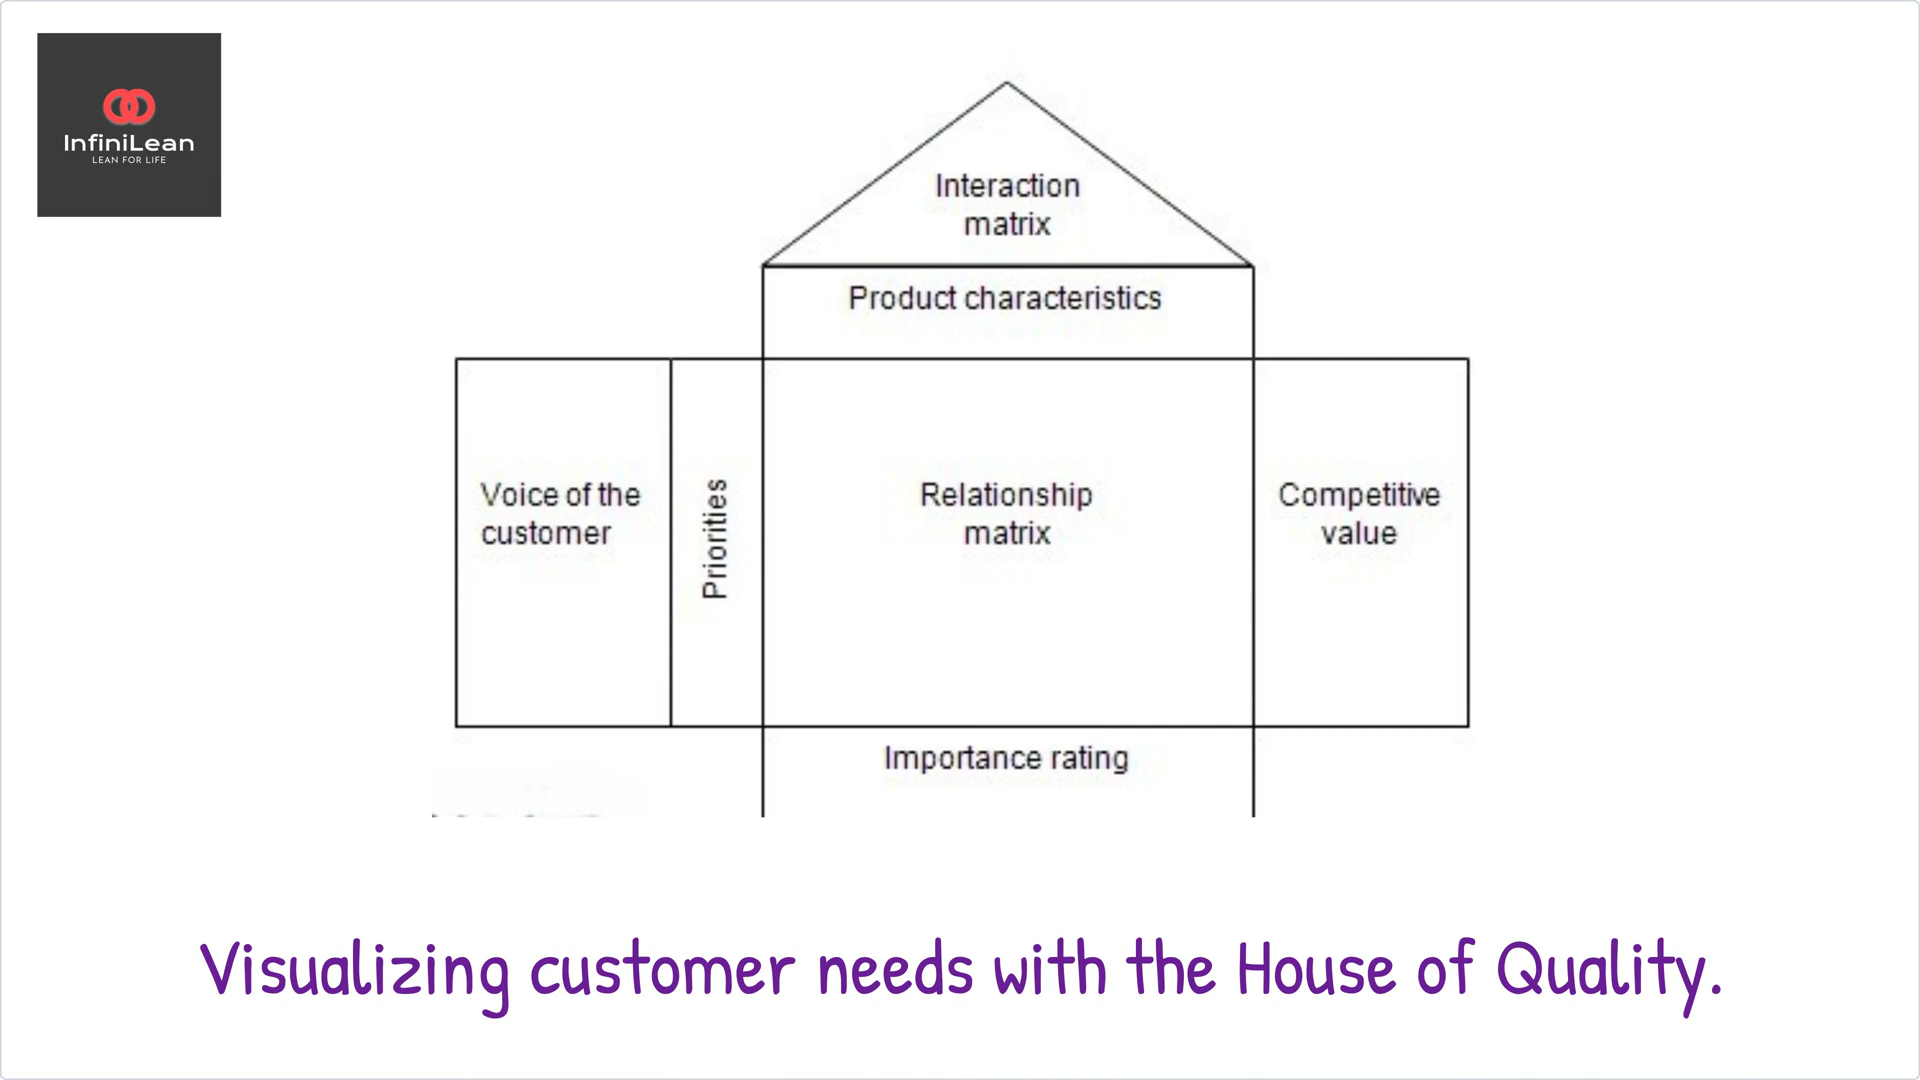 InfiniLean
LEAN FOR LIFE
Interaction
matrix
Product characteristics
Voice of the
customer
Priorities
Relationship
matrix
Competitive
value
Importance rating
Visualizing customer needs with the House of Quality.